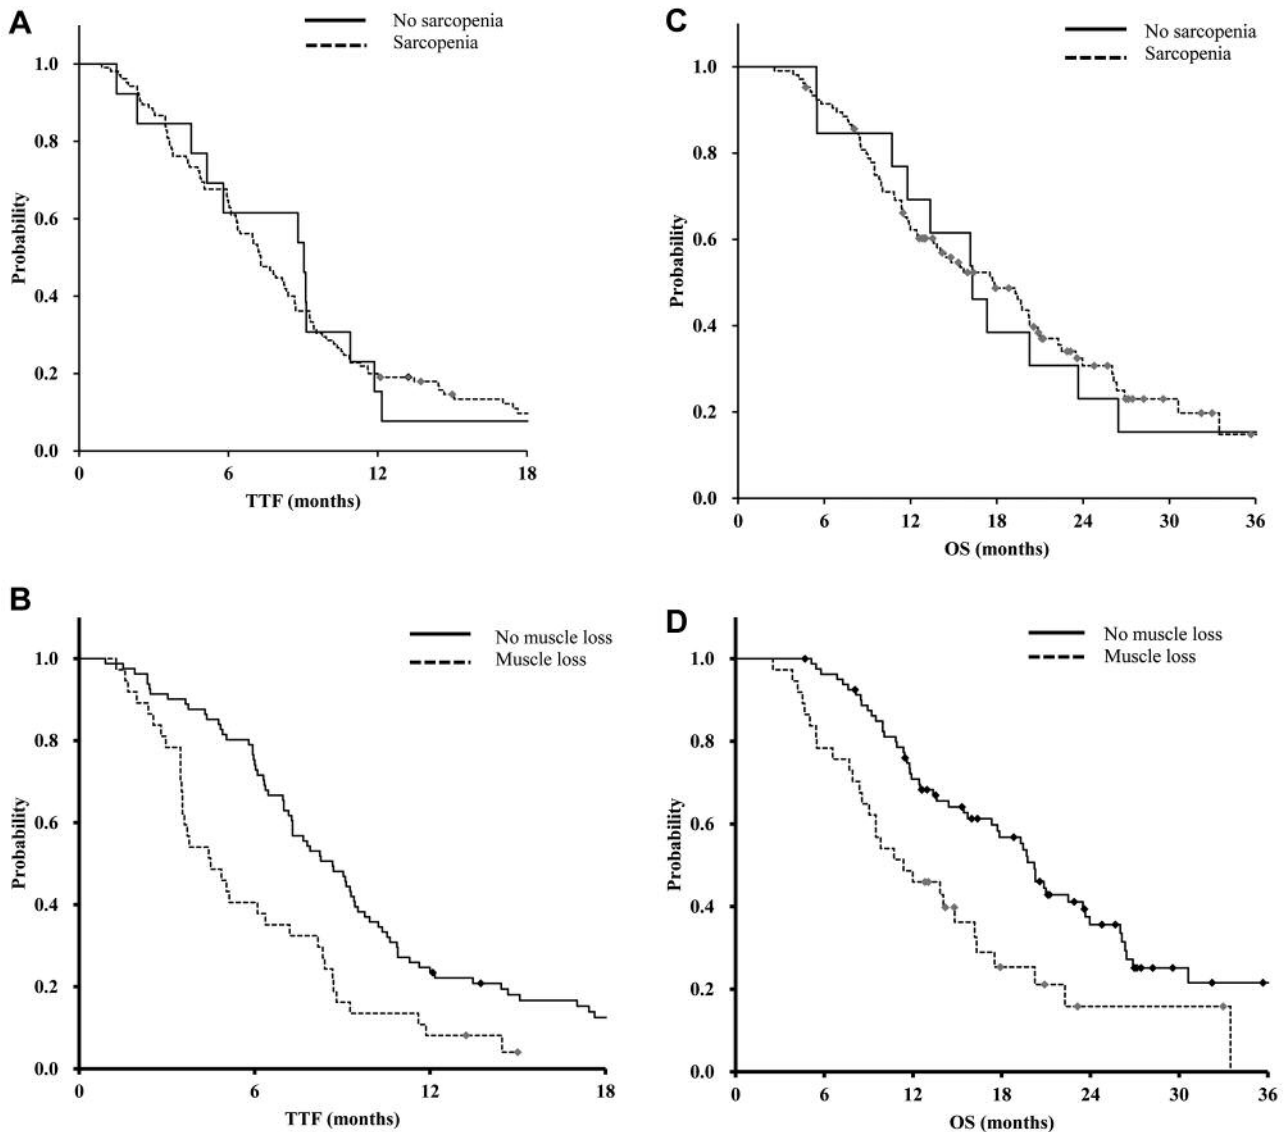 A
No sarcopenia
Sarcopenia
1.0
0.8
0.6
0.4
0.2
0.0
Probability
0 6 12 18
TTF (months)
C
No sarcopenia
Sarcopenia
1.0
0.8
0.6
0.4
0.2
0.0
Probability
0 6 12 18 24 30 36
OS (months)
B
No muscle loss
Muscle loss
1.0
0.8
0.6
0.4
0.2
0.0
Probability
0 6 12 18
TTF (months)
D
No muscle loss
Muscle loss
1.0
0.8
0.6
0.4
0.2
0.0
Probability
0 6 12 18 24 30 36
OS (months)